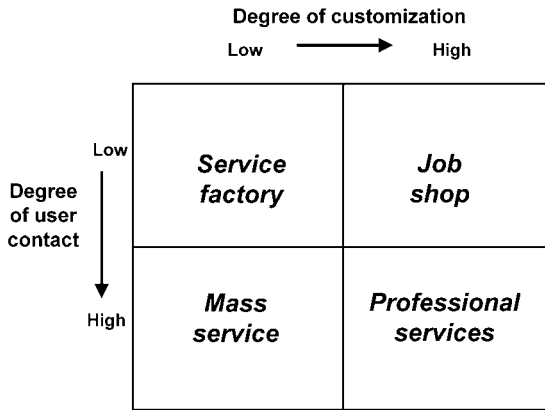 Degree of customization
Low
High
Low
Service
factory
Job
shop
Degree
of user
contact
High
Mass
service
Professional
services